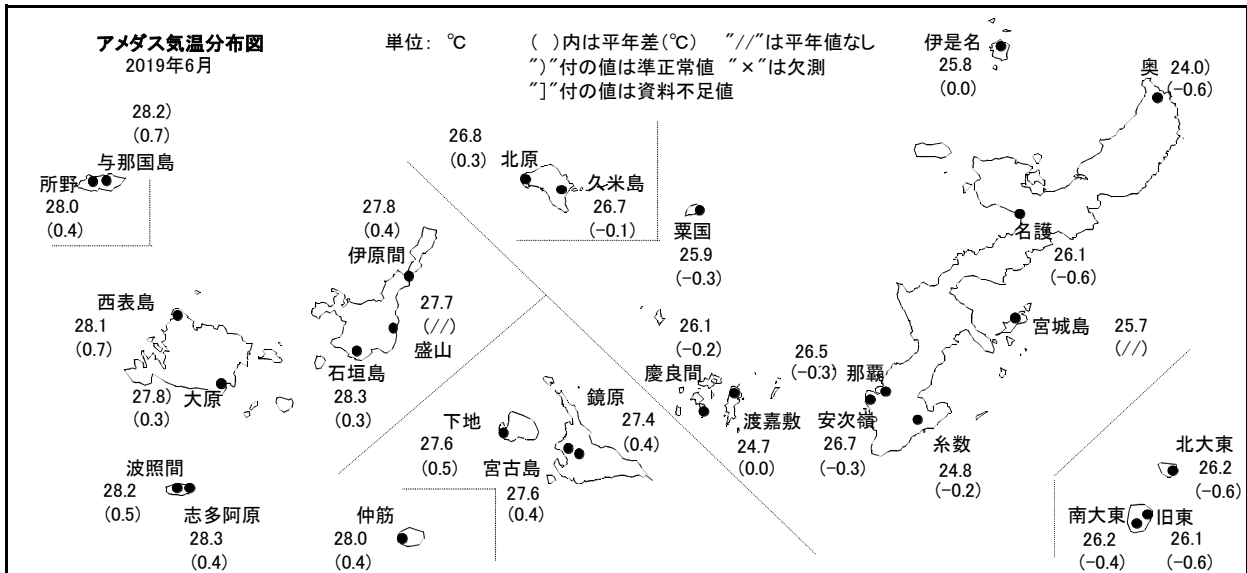 アメダス気温分布図
2019年6月
単位： ℃
（ ）内は平年差(℃) "//"は平年値なし
")"付の値は準正常値 "×"は欠測
"]"付の値は資料不足値
伊是名
25.8
(0.0)
奥 24.0)
(−0.6)
28.2)
(0.7)
与那国島
所野
28.0
(0.4)
26.8
(0.3)
北原
久米島
26.7
(−0.1)
粟国
25.9
(−0.3)
名護
26.1
(−0.6)
27.8
(0.4)
伊原間
27.7
(//)
盛山
石垣島
28.3
(0.3)
西表島
28.1
(0.7)
27.8)
(0.3)
大原
宮城島
25.7
(//)
26.1
(−0.2)
慶良間
渡嘉敷
24.7
(0.0)
26.5
(−0.3)
那覇
安次嶺
26.7
(−0.3)
糸数
24.8
(−0.2)
鏡原
27.4
(0.4)
下地
27.6
(0.5)
宮古島
27.6
(0.4)
波照間
28.2
(0.5)
志多阿原
28.3
(0.4)
仲筋
28.0
(0.4)
北大東
26.2
(−0.6)
南大東
26.2
(−0.4)
旧東
26.1
(−0.6)